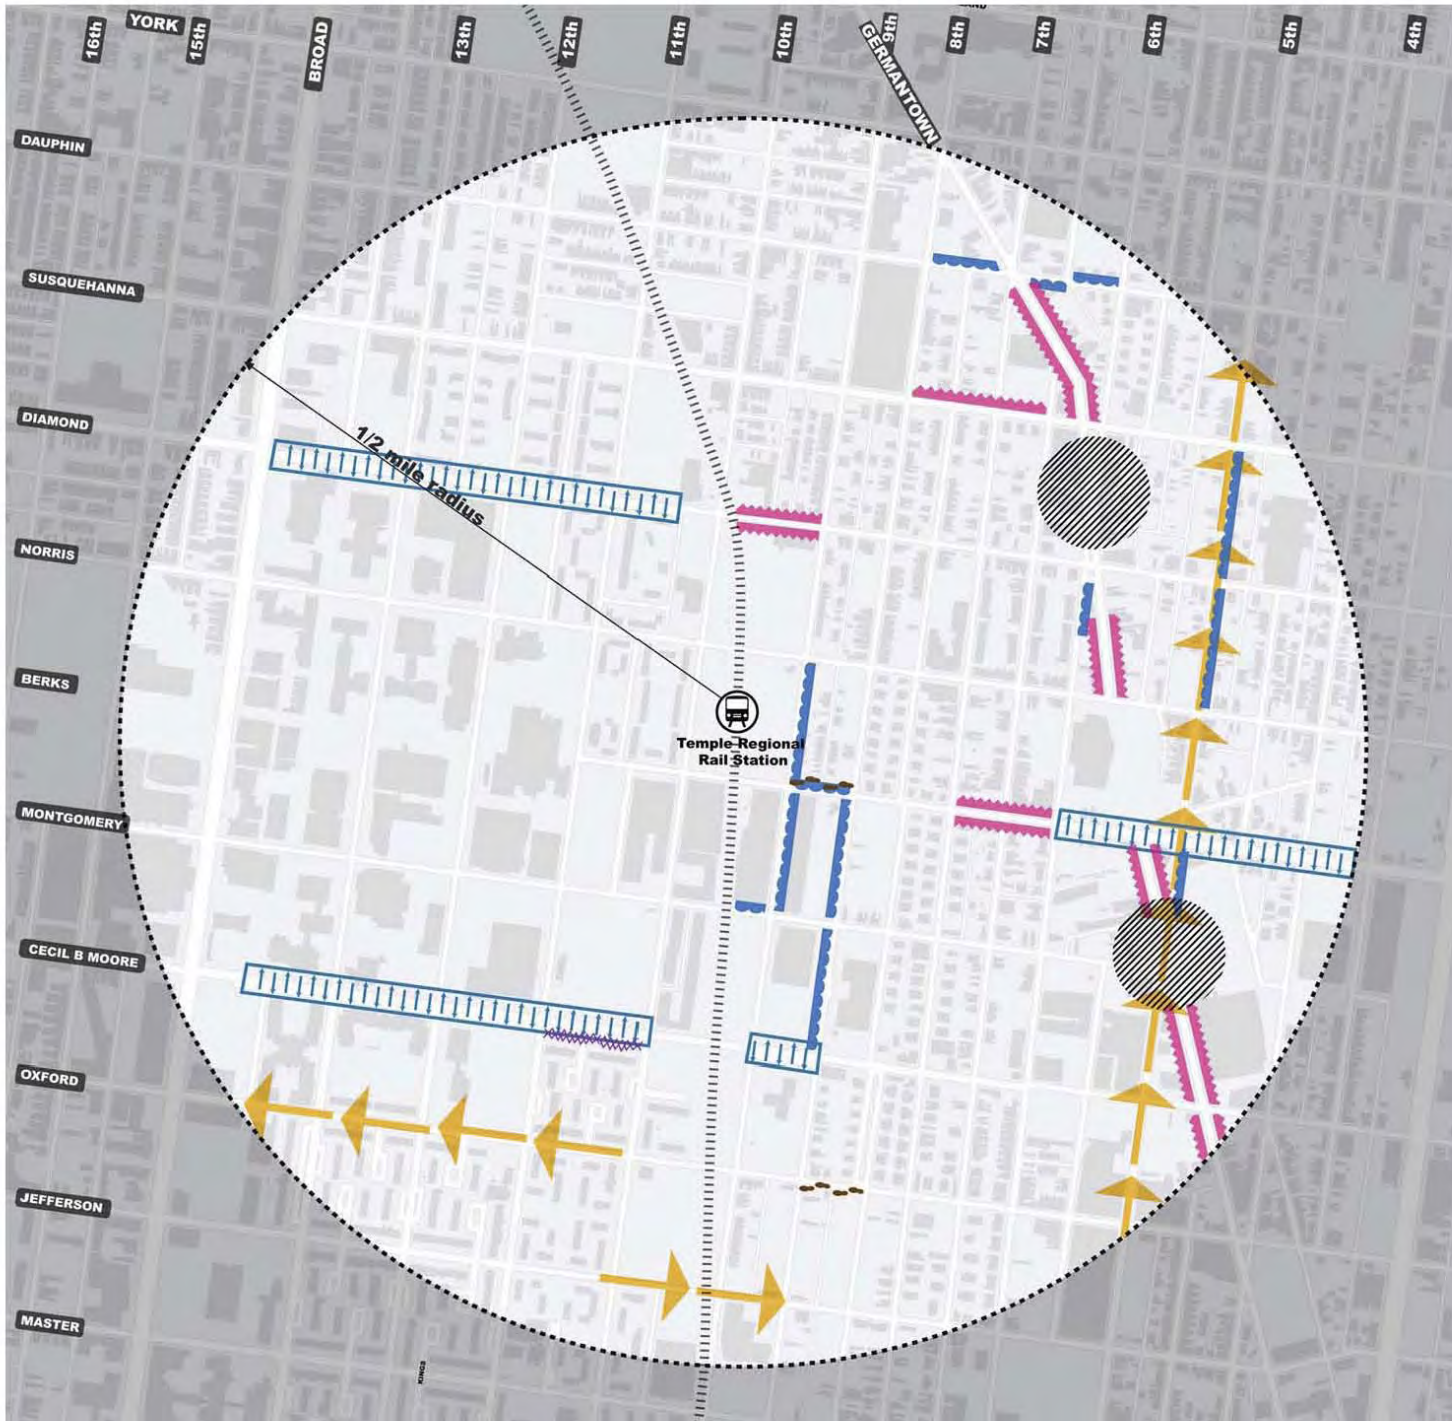 16th
YORK
15th
BROAD
13th
12th
11th
10th
GERMANTOWN
9th
8th
7th
6th
5th
4th
DAUPHIN
SUSQUEHANNA
DIAMOND
1/2 mile radius
NORRIS
BERKS
Temple Regional
Rail Station
MONTGOMERY
CECIL B MOORE
OXFORD
JEFFERSON
MASTER
KINGS